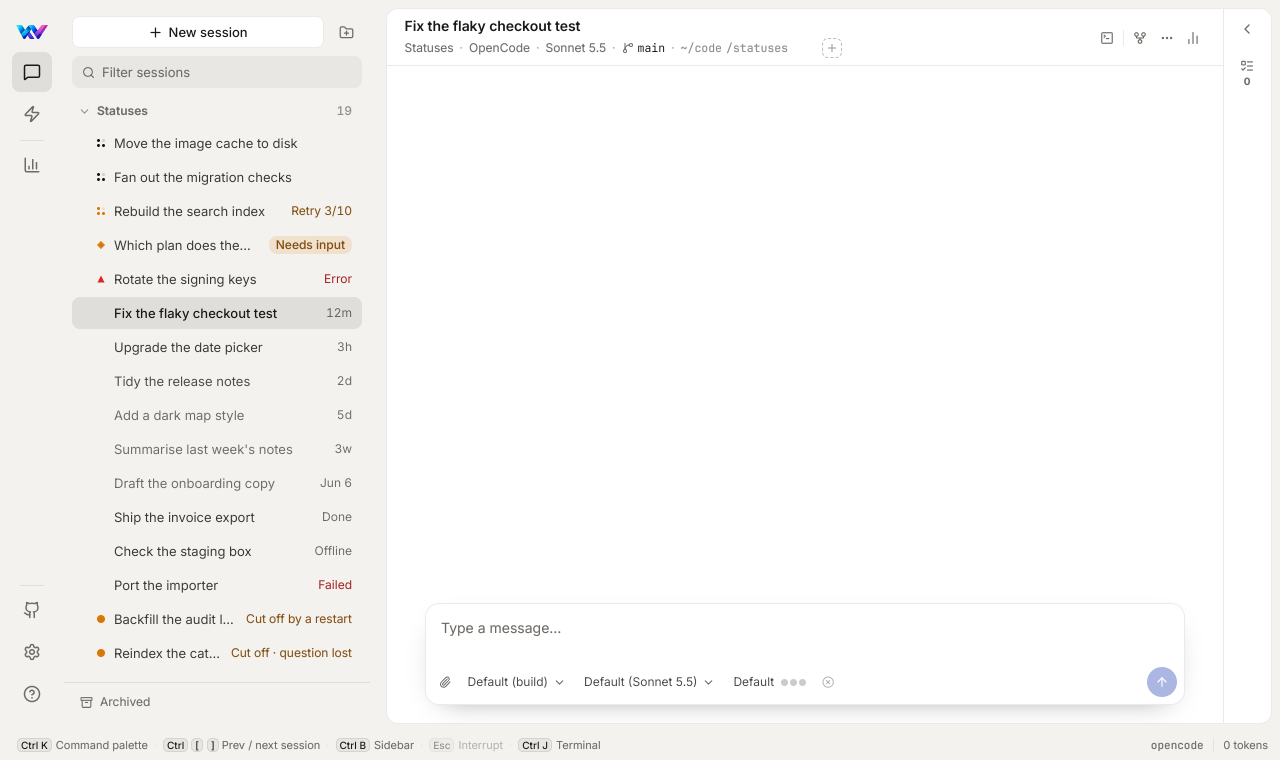 New session
Filter sessions
Statuses 19
Move the image cache to disk
Fan out the migration checks
Rebuild the search index Retry 3/10
Which plan does the... Needs input
Rotate the signing keys Error
Fix the flaky checkout test 12m
Upgrade the date picker 3h
Tidy the release notes 2d
Add a dark map style 5d
Summarise last week's notes 3w
Draft the onboarding copy Jun 6
Ship the invoice export Done
Check the staging box Offline
Port the importer Failed
Backfill the audit l... Cut off by a restart
Reindex the cat... Cut off · question lost
Archived
Fix the flaky checkout test
Statuses · OpenCode · Sonnet 5.5 · main · ~/code /statuses
0
Type a message...
Default (build) Default (Sonnet 5.5) Default
Ctrl K Command palette · Ctrl [ ] Prev / next session · Ctrl B Sidebar · Esc Interrupt · Ctrl J Terminal
opencode 0 tokens